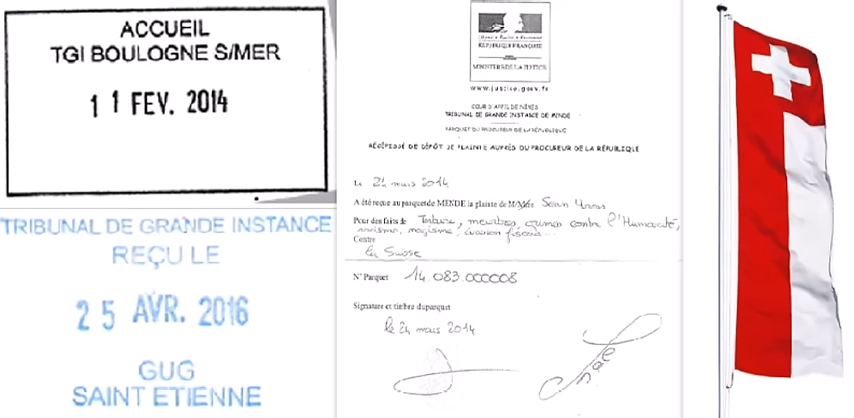 ACCUEIL
TGI BOULOGNE S/MER
11 FEV. 2014
TRIBUNAL DE GRANDE INSTANCE
REÇU LE
25 AVR. 2016
GUG
SAINT ETIENNE
RÉPUBLIQUE FRANÇAISE
MINISTÈRE DE LA JUSTICE
www.justice.gouv.fr
COUR D'APPEL DE NÎMES
TRIBUNAL DE GRANDE INSTANCE DE MENDE
PARQUET DU PROCUREUR DE LA RÉPUBLIQUE
RÉCÉPISSÉ DE DÉPÔT DE PLAINTE AUPRÈS DU PROCUREUR DE LA RÉPUBLIQUE
Le 24 mars 2014
A été reçue au parquet de MENDE la plainte de M/Mme
Pour des faits de Torture, meurtres, crimes contre l'Humanité,
racisme, nazisme, évasion fiscale...
Contre
la Suisse
N° Parquet 14.083.000008
Signature et timbre du parquet
le 24 mars 2014